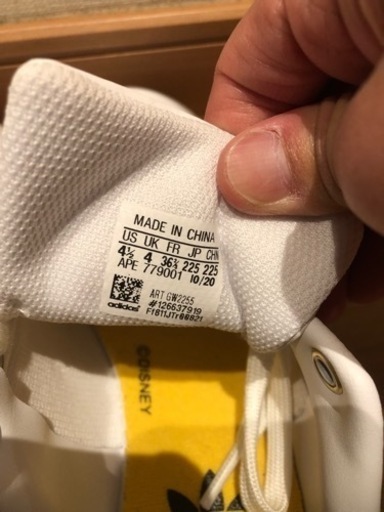 MADE IN CHINA
US UK FR JP CHN
4½ 4 36⅔ 225 225
APE 779001 10/20
ART GW2255
#126637919
adidas
©DISNEY